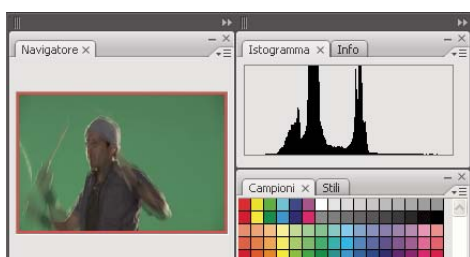 Navigatore ×
Istogramma × Info
Campioni × Stili